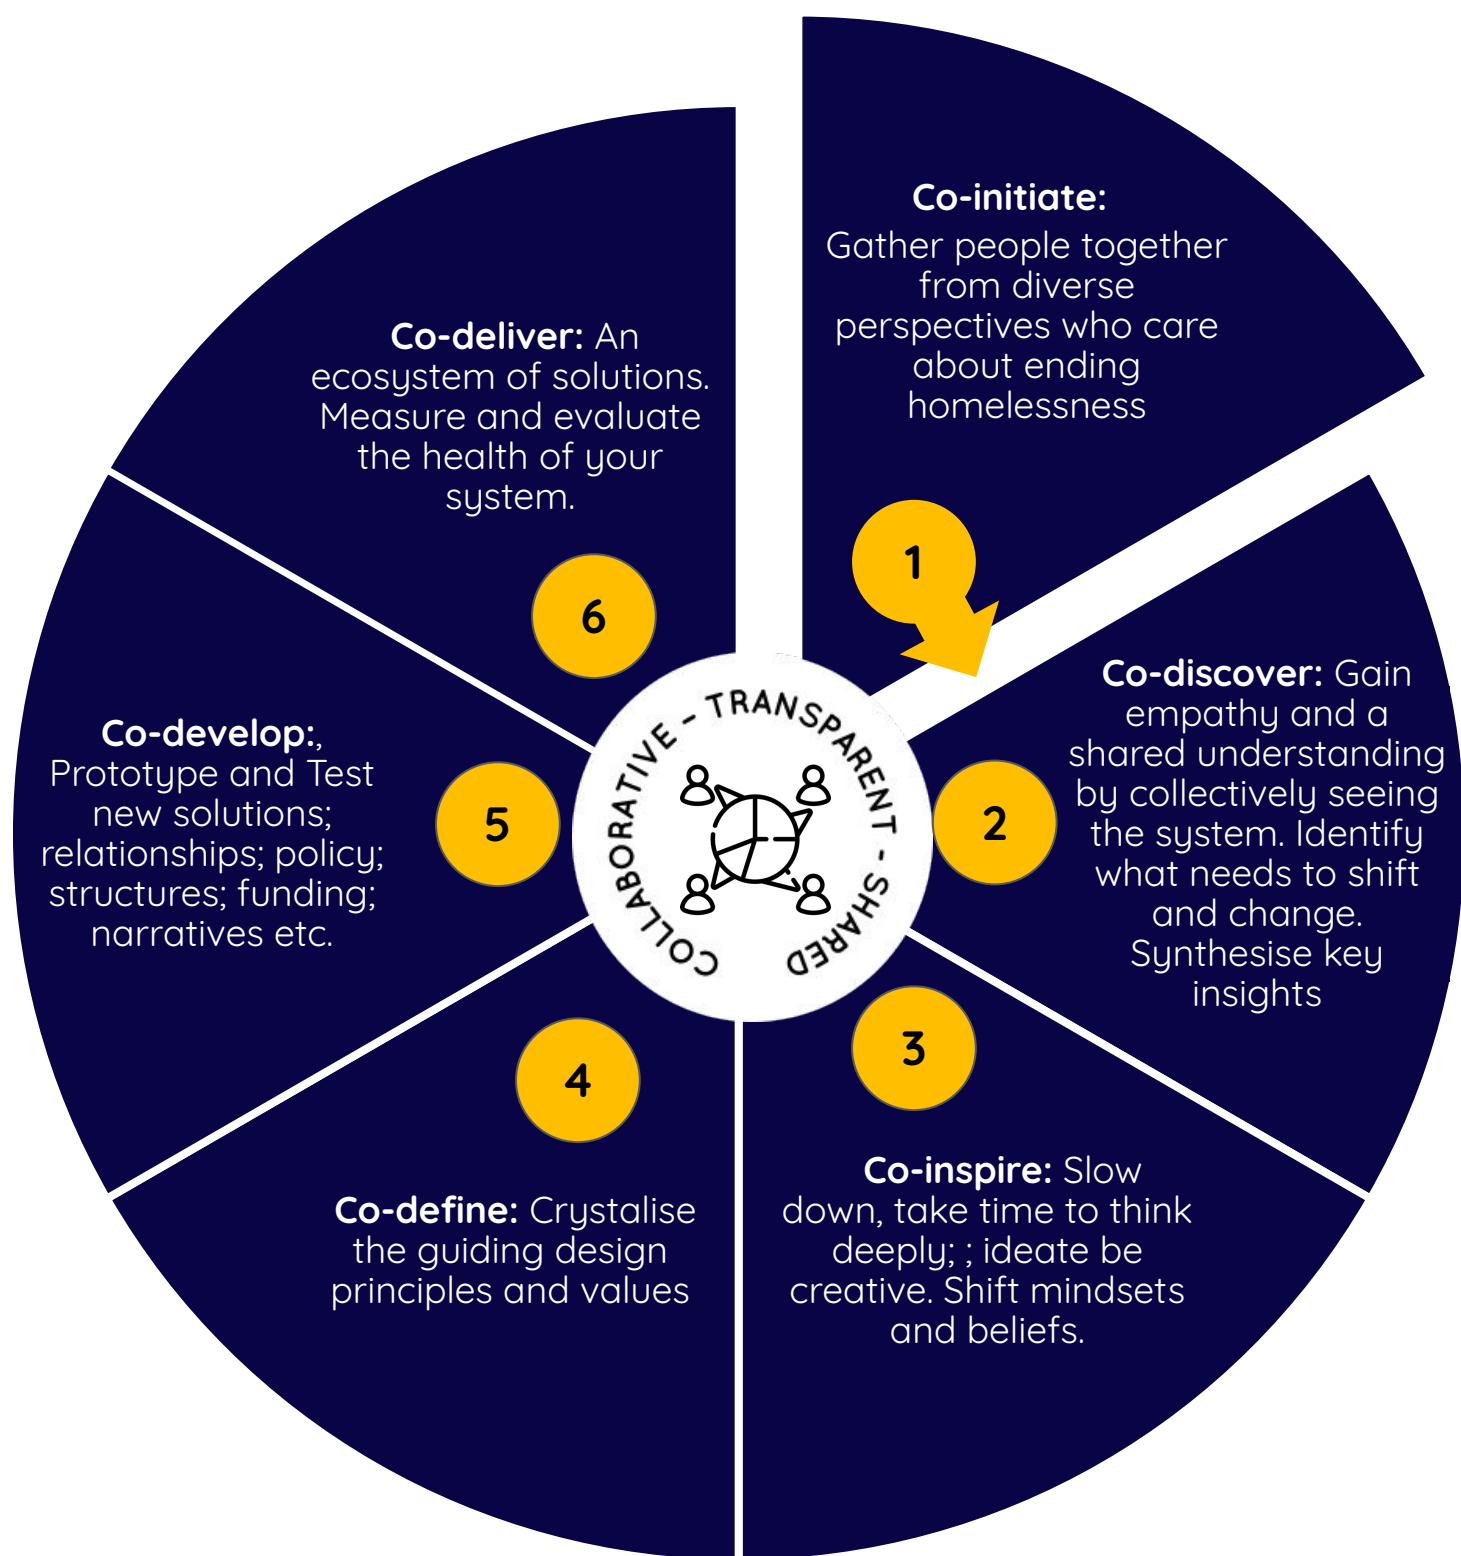 Co-initiate:
Gather people together
from diverse
perspectives who care
about ending
homelessness
1
Co-discover: Gain
empathy and a
shared understanding
by collectively seeing
the system. Identify
what needs to shift
and change.
Synthesise key
insights
2
3
Co-inspire: Slow
down, take time to think
deeply; ; ideate be
creative. Shift mindsets
and beliefs.
4
Co-define: Crystalise
the guiding design
principles and values
Co-develop:,
Prototype and Test
new solutions;
relationships; policy;
structures; funding;
narratives etc.
5
Co-deliver: An
ecosystem of solutions.
Measure and evaluate
the health of your
system.
6
COLLABORATIVE - TRANSPARENT - SHARED